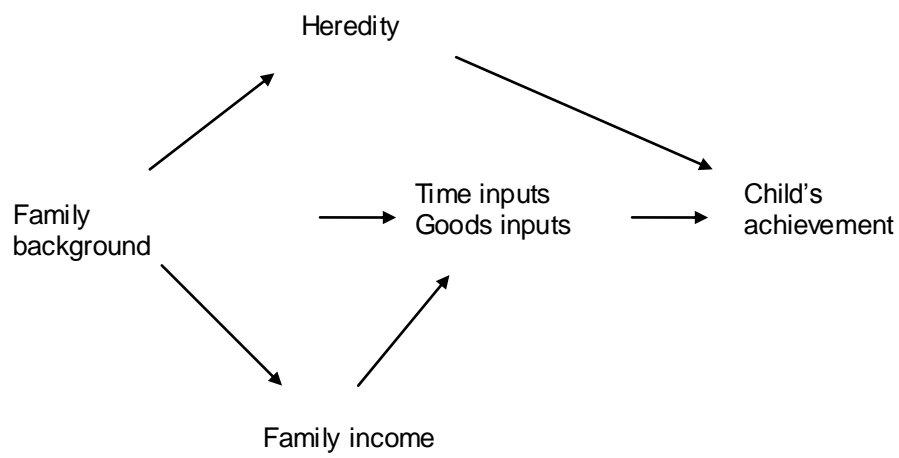 Heredity
Family
background
Time inputs
Goods inputs
Child's
achievement
Family income